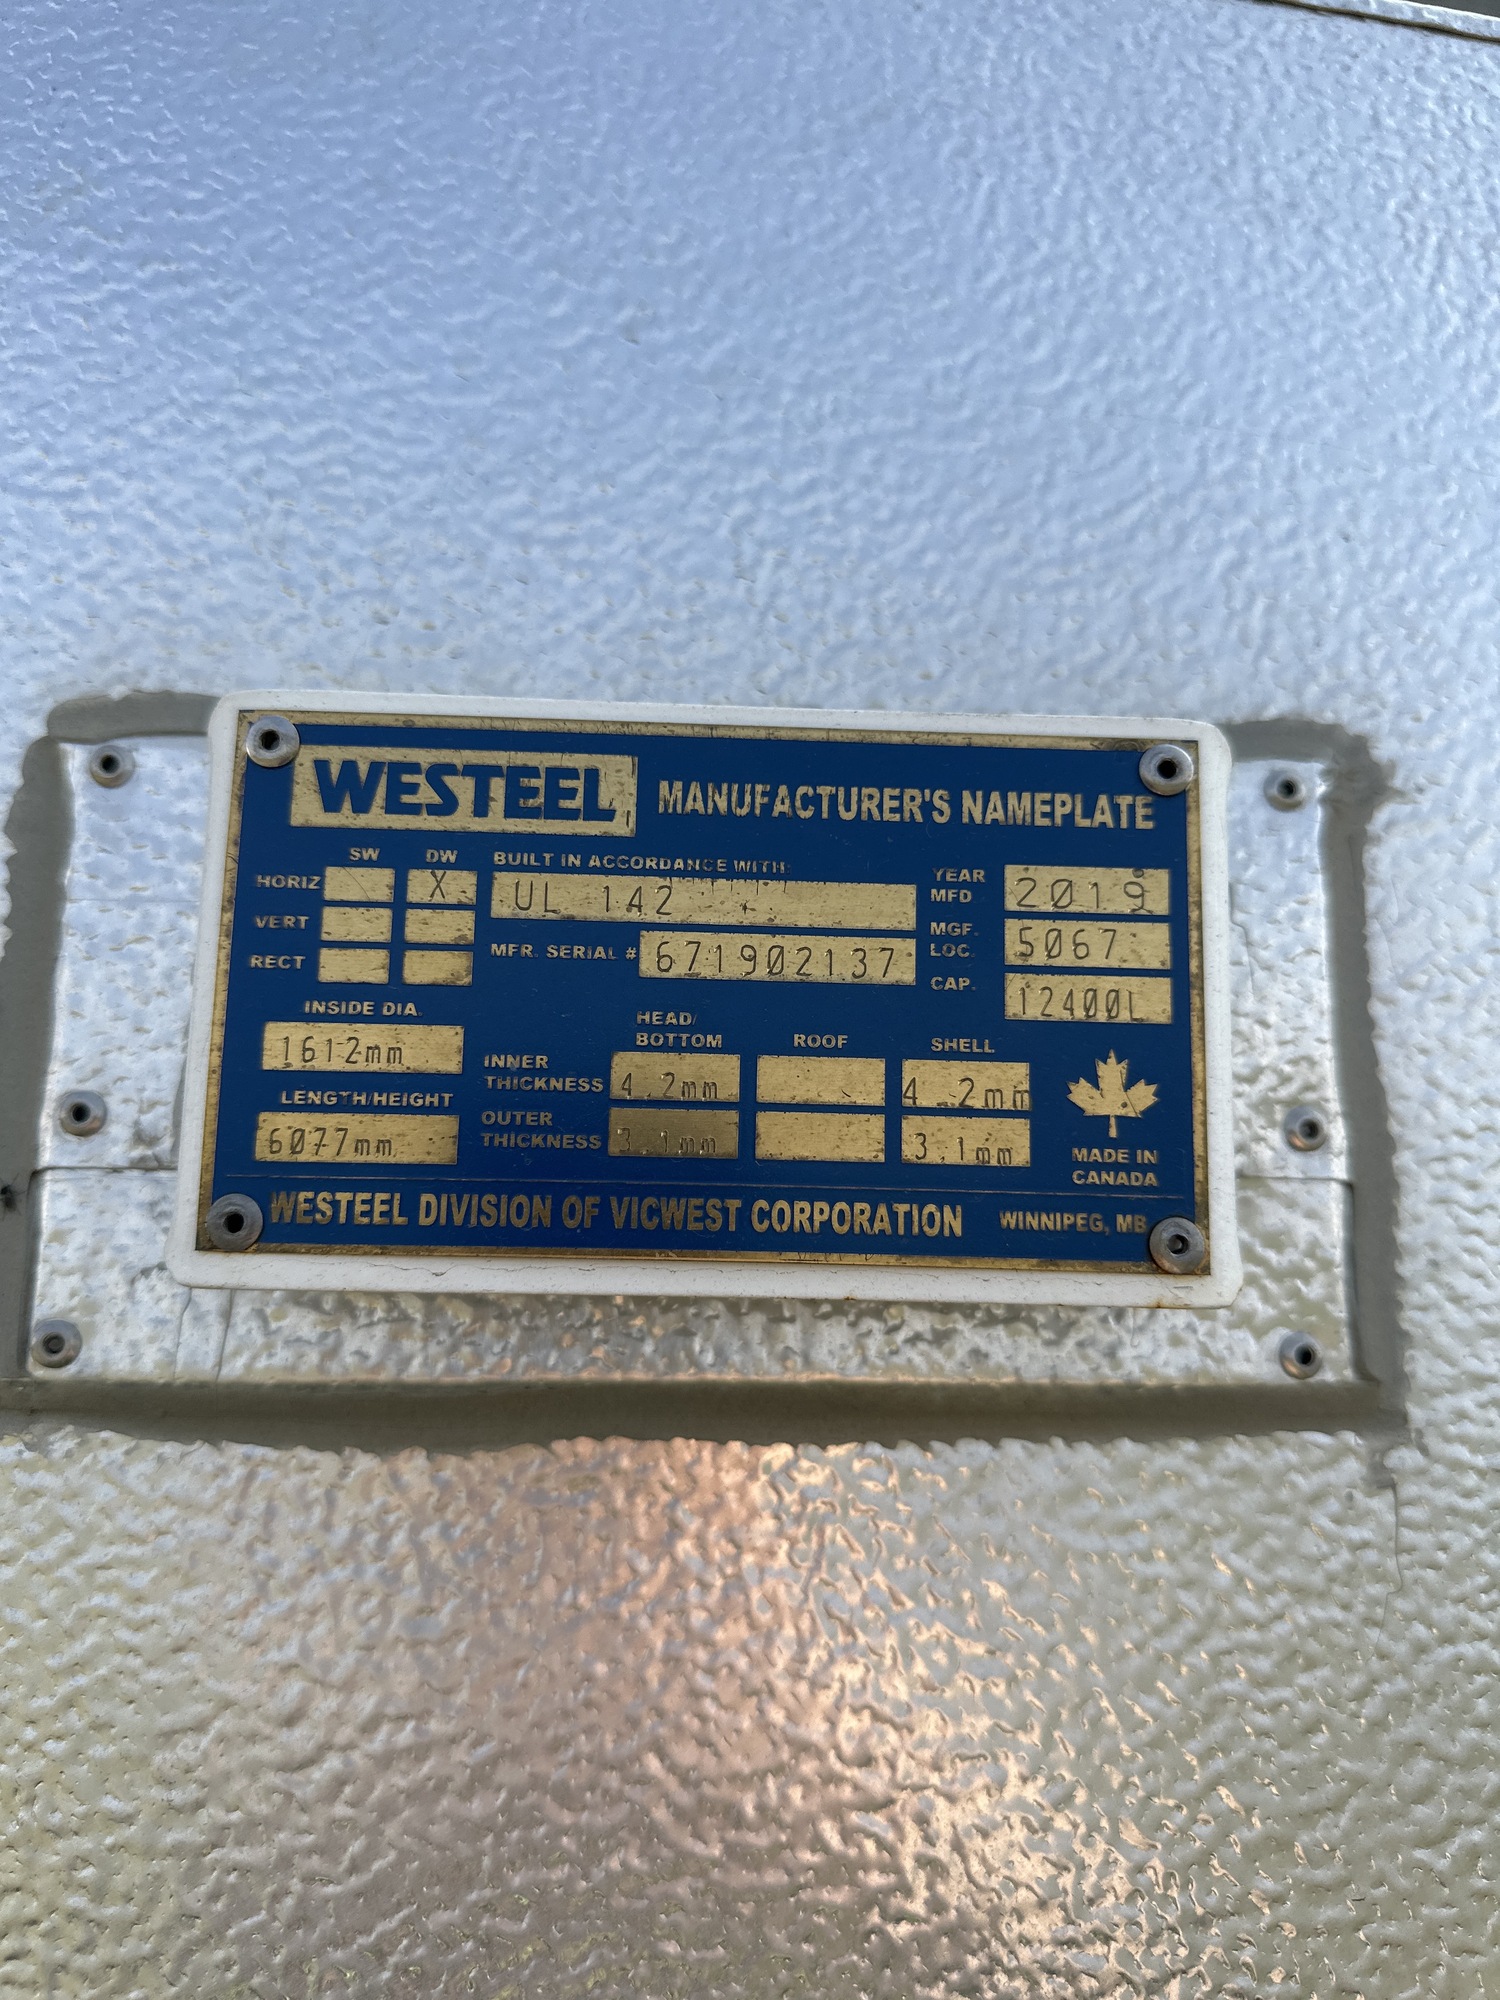 WESTEEL MANUFACTURER'S NAMEPLATE
SW DW
HORIZ X
VERT
RECT
BUILT IN ACCORDANCE WITH:
UL 142
MFR. SERIAL # 671902137
YEAR
MFD 2019
MGF.
LOC. 5067
CAP. 12400L
INSIDE DIA.
1612mm
LENGTH/HEIGHT
6077mm
HEAD/
BOTTOM ROOF SHELL
INNER
THICKNESS 4.2mm 4.2mm
OUTER
THICKNESS 3.1mm 3.1mm
MADE IN
CANADA
WESTEEL DIVISION OF VICWEST CORPORATION WINNIPEG, MB